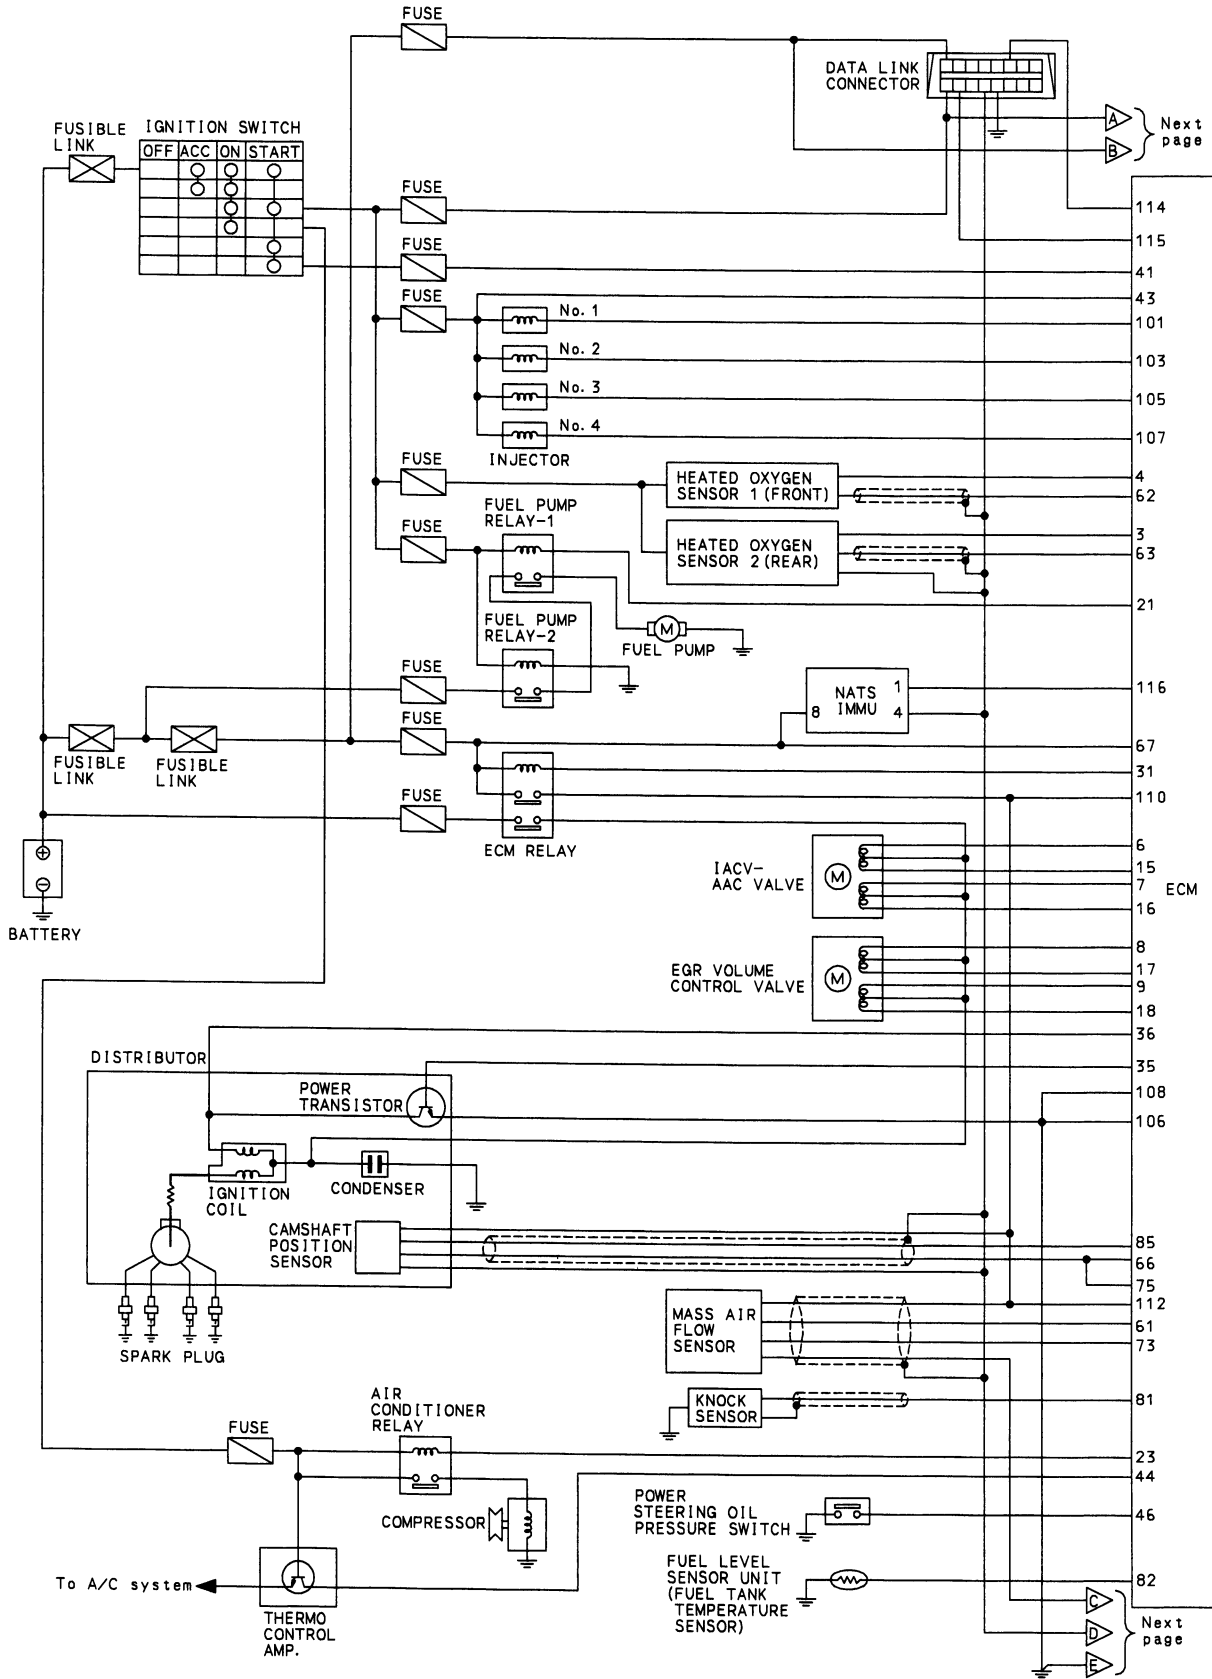 FUSE
DATA LINK
CONNECTOR
A
B
Next
page
FUSIBLE
LINK
IGNITION SWITCH
OFF ACC ON START
FUSE
114
115
FUSE
41
FUSE
43
No. 1
101
No. 2
103
No. 3
105
No. 4
107
INJECTOR
FUSE
HEATED OXYGEN
SENSOR 1 (FRONT)
4
62
FUEL PUMP
RELAY-1
FUSE
HEATED OXYGEN
SENSOR 2 (REAR)
3
63
21
FUEL PUMP
RELAY-2
M
FUEL PUMP
FUSE
NATS
IMMU
1
8
4
116
FUSE
67
FUSIBLE
LINK
FUSIBLE
LINK
31
FUSE
110
ECM RELAY
+
-
BATTERY
IACV-
AAC VALVE
M
6
15
7
16
ECM
EGR VOLUME
CONTROL VALVE
M
8
17
9
18
36
DISTRIBUTOR
35
POWER
TRANSISTOR
108
106
IGNITION
COIL
CONDENSER
CAMSHAFT
POSITION
SENSOR
85
66
75
112
MASS AIR
FLOW
SENSOR
61
73
SPARK PLUG
KNOCK
SENSOR
81
AIR
CONDITIONER
RELAY
FUSE
23
44
COMPRESSOR
POWER
STEERING OIL
PRESSURE SWITCH
46
To A/C system
THERMO
CONTROL
AMP.
FUEL LEVEL
SENSOR UNIT
(FUEL TANK
TEMPERATURE
SENSOR)
82
C
D
E
Next
page